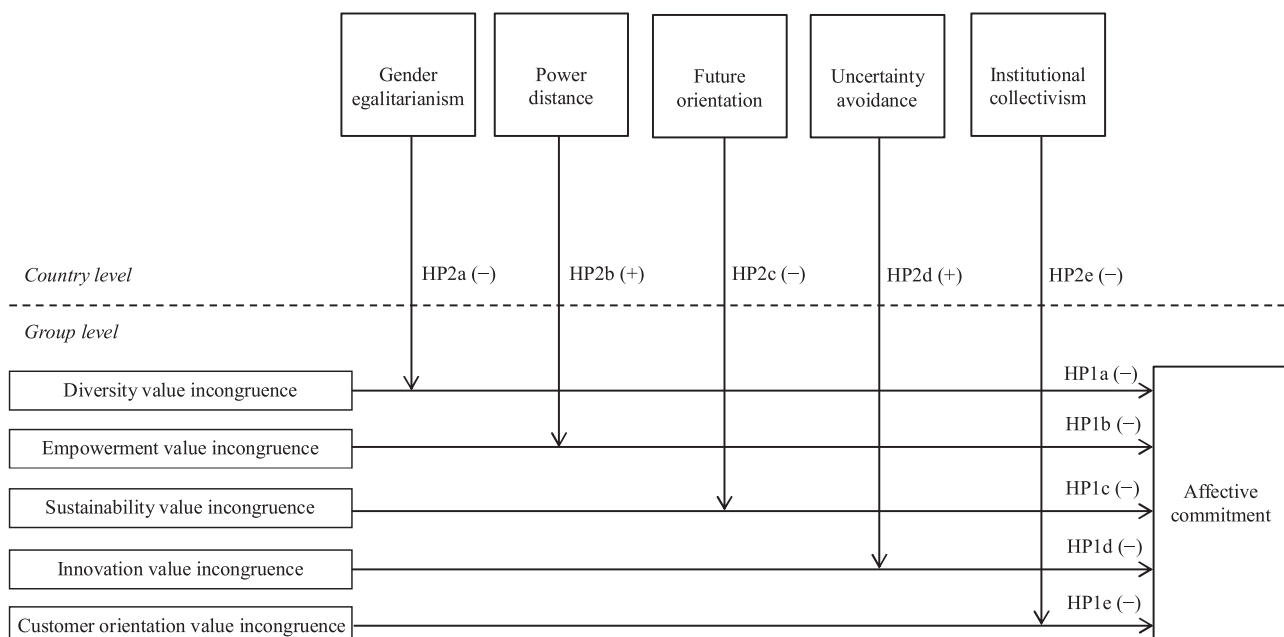 Gender
egalitarianism
Power
distance
Future
orientation
Uncertainty
avoidance
Institutional
collectivism
Country level
HP2a (−)
HP2b (+)
HP2c (−)
HP2d (+)
HP2e (−)
Group level
Diversity value incongruence
HP1a (−)
Empowerment value incongruence
HP1b (−)
Sustainability value incongruence
HP1c (−)
Affective
commitment
Innovation value incongruence
HP1d (−)
Customer orientation value incongruence
HP1e (−)